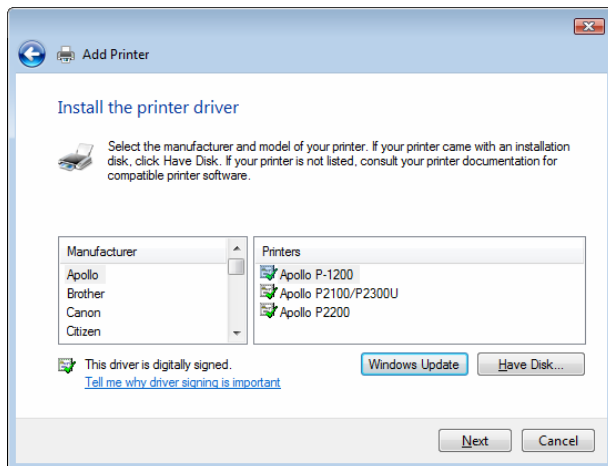 Add Printer
Install the printer driver
Select the manufacturer and model of your printer. If your printer came with an installation
disk, click Have Disk. If your printer is not listed, consult your printer documentation for
compatible printer software.
Manufacturer
Apollo
Brother
Canon
Citizen
Printers
Apollo P-1200
Apollo P2100/P2300U
Apollo P2200
This driver is digitally signed.
Tell me why driver signing is important
Windows Update
Have Disk...
Next
Cancel